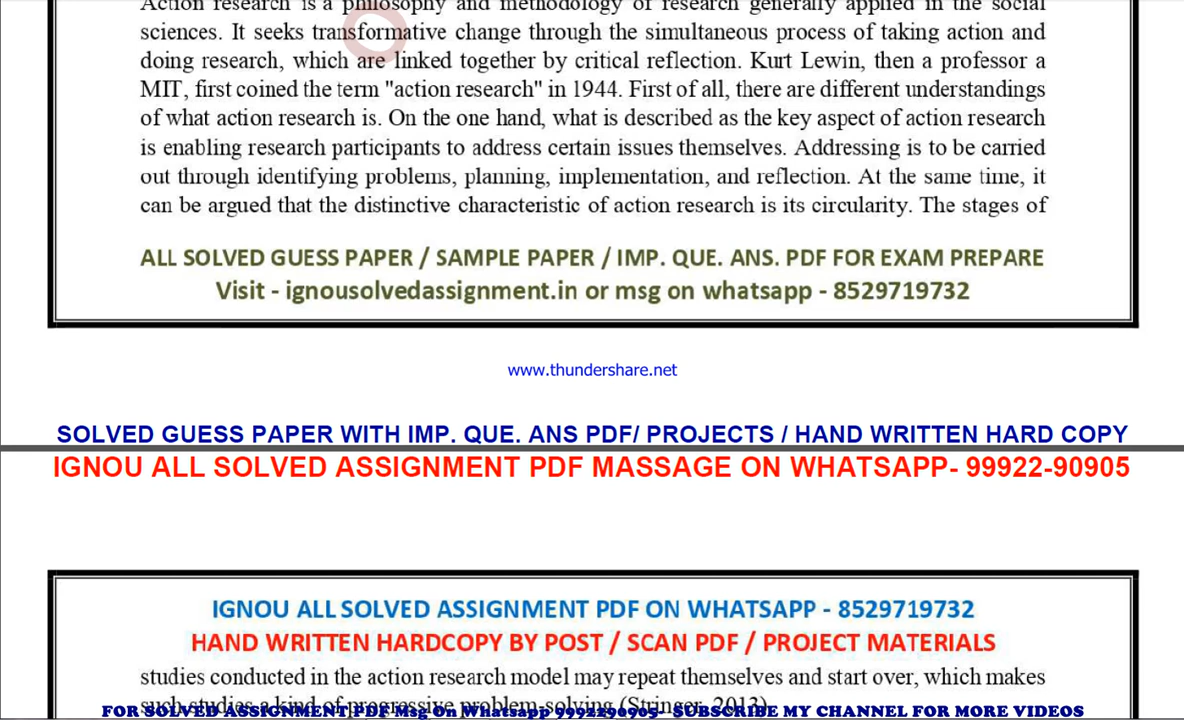 Action research is a philosophy and methodology of research generally applied in the social
sciences. It seeks transformative change through the simultaneous process of taking action and
doing research, which are linked together by critical reflection. Kurt Lewin, then a professor a
MIT, first coined the term "action research" in 1944. First of all, there are different understandings
of what action research is. On the one hand, what is described as the key aspect of action research
is enabling research participants to address certain issues themselves. Addressing is to be carried
out through identifying problems, planning, implementation, and reflection. At the same time, it
can be argued that the distinctive characteristic of action research is its circularity. The stages of
ALL SOLVED GUESS PAPER / SAMPLE PAPER / IMP. QUE. ANS. PDF FOR EXAM PREPARE
Visit - ignousolvedassignment.in or msg on whatsapp - 8529719732
www.thundershare.net
SOLVED GUESS PAPER WITH IMP. QUE. ANS PDF/ PROJECTS / HAND WRITTEN HARD COPY
IGNOU ALL SOLVED ASSIGNMENT PDF MASSAGE ON WHATSAPP- 99922-90905
IGNOU ALL SOLVED ASSIGNMENT PDF ON WHATSAPP - 8529719732
HAND WRITTEN HARDCOPY BY POST / SCAN PDF / PROJECT MATERIALS
studies conducted in the action research model may repeat themselves and start over, which makes
such studies a kind of progressive problem-solving (Stringer, 2013).
FOR SOLVED ASSIGNMENT PDF Msg On Whatsapp 9992290905- SUBSCRIBE MY CHANNEL FOR MORE VIDEOS